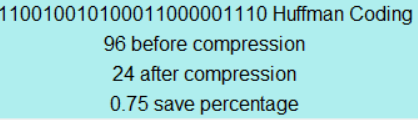 110010010100011000001110 Huffman Coding
96 before compression
24 after compression
0.75 save percentage